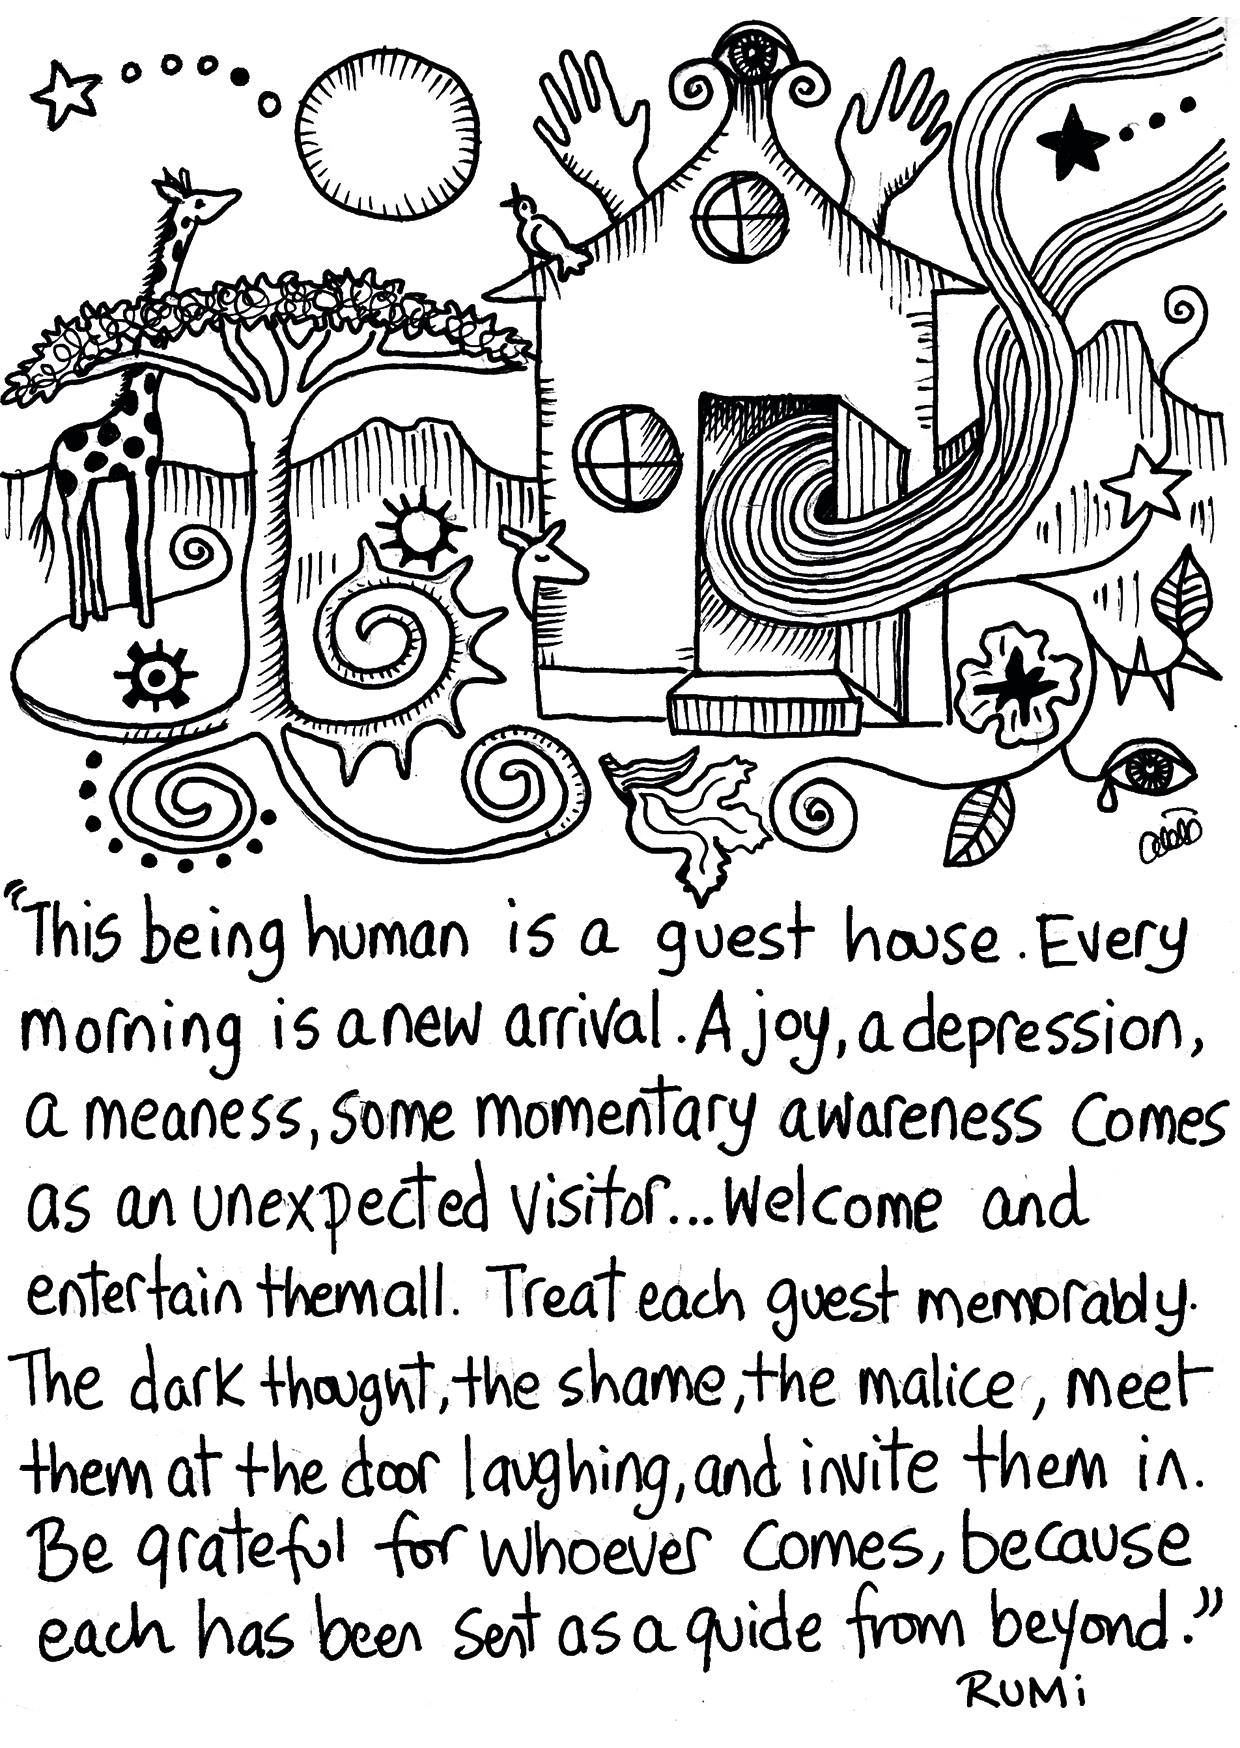 "This being human is a guest house. Every
morning is a new arrival. A joy, a depression,
a meaness, some momentary awareness comes
as an unexpected visitor... Welcome and
entertain them all. Treat each guest memorably.
The dark thought, the shame, the malice, meet
them at the door laughing, and invite them in.
Be grateful for whoever comes, because
each has been sent as a guide from beyond."
RUMi